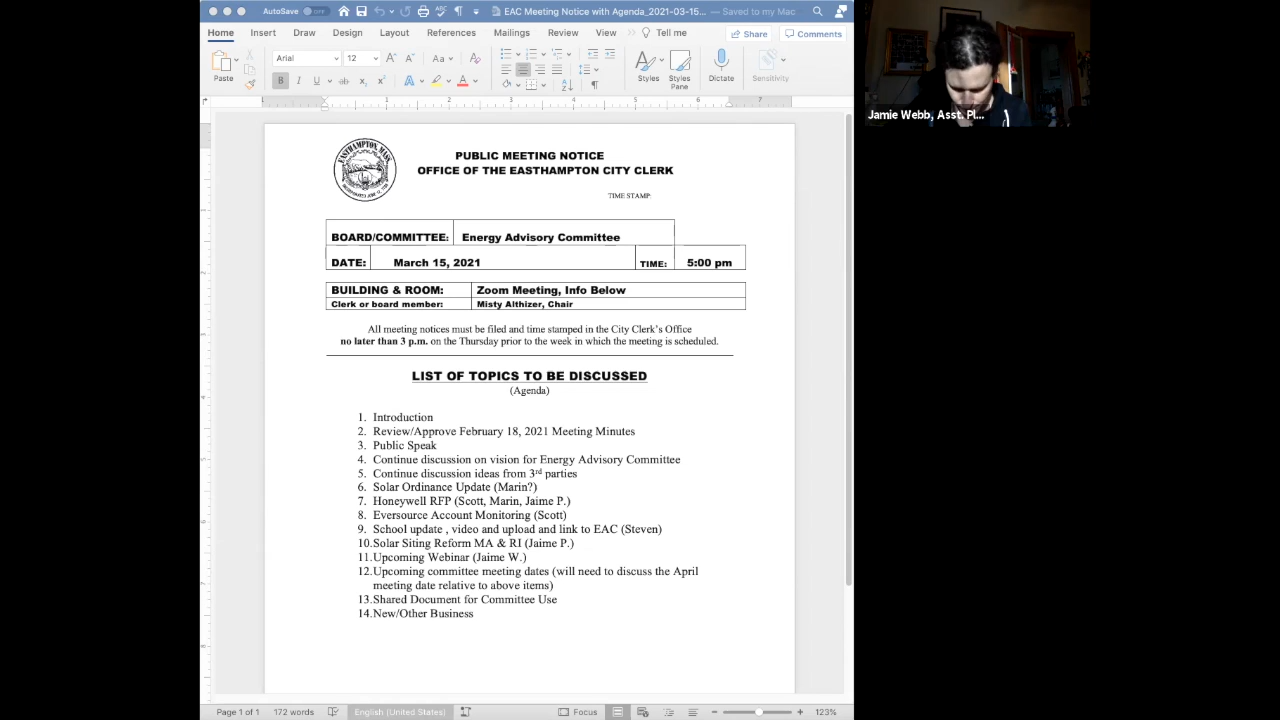 AutoSave OFF
EAC Meeting Notice with Agenda_2021-03-15... — Saved to my Mac
Home Insert Draw Design Layout References Mailings Review View Tell me Share Comments
Paste Arial 12 Styles Styles Pane Dictate Sensitivity
EASTHAMPTON MASS
PUBLIC MEETING NOTICE
OFFICE OF THE EASTHAMPTON CITY CLERK
TIME STAMP:
BOARD/COMMITTEE: Energy Advisory Committee
DATE: March 15, 2021 TIME: 5:00 pm
BUILDING & ROOM: Zoom Meeting, Info Below
Clerk or board member: Misty Althizer, Chair
All meeting notices must be filed and time stamped in the City Clerk's Office
no later than 3 p.m. on the Thursday prior to the week in which the meeting is scheduled.
LIST OF TOPICS TO BE DISCUSSED
(Agenda)
1. Introduction
2. Review/Approve February 18, 2021 Meeting Minutes
3. Public Speak
4. Continue discussion on vision for Energy Advisory Committee
5. Continue discussion ideas from 3rd parties
6. Solar Ordinance Update (Marin?)
7. Honeywell RFP (Scott, Marin, Jaime P.)
8. Eversource Account Monitoring (Scott)
9. School update , video and upload and link to EAC (Steven)
10. Solar Siting Reform MA & RI (Jaime P.)
11. Upcoming Webinar (Jaime W.)
12. Upcoming committee meeting dates (will need to discuss the April
meeting date relative to above items)
13. Shared Document for Committee Use
14. New/Other Business
Page 1 of 1 172 words English (United States) Focus 123%
Jamie Webb, Asst. Pl...